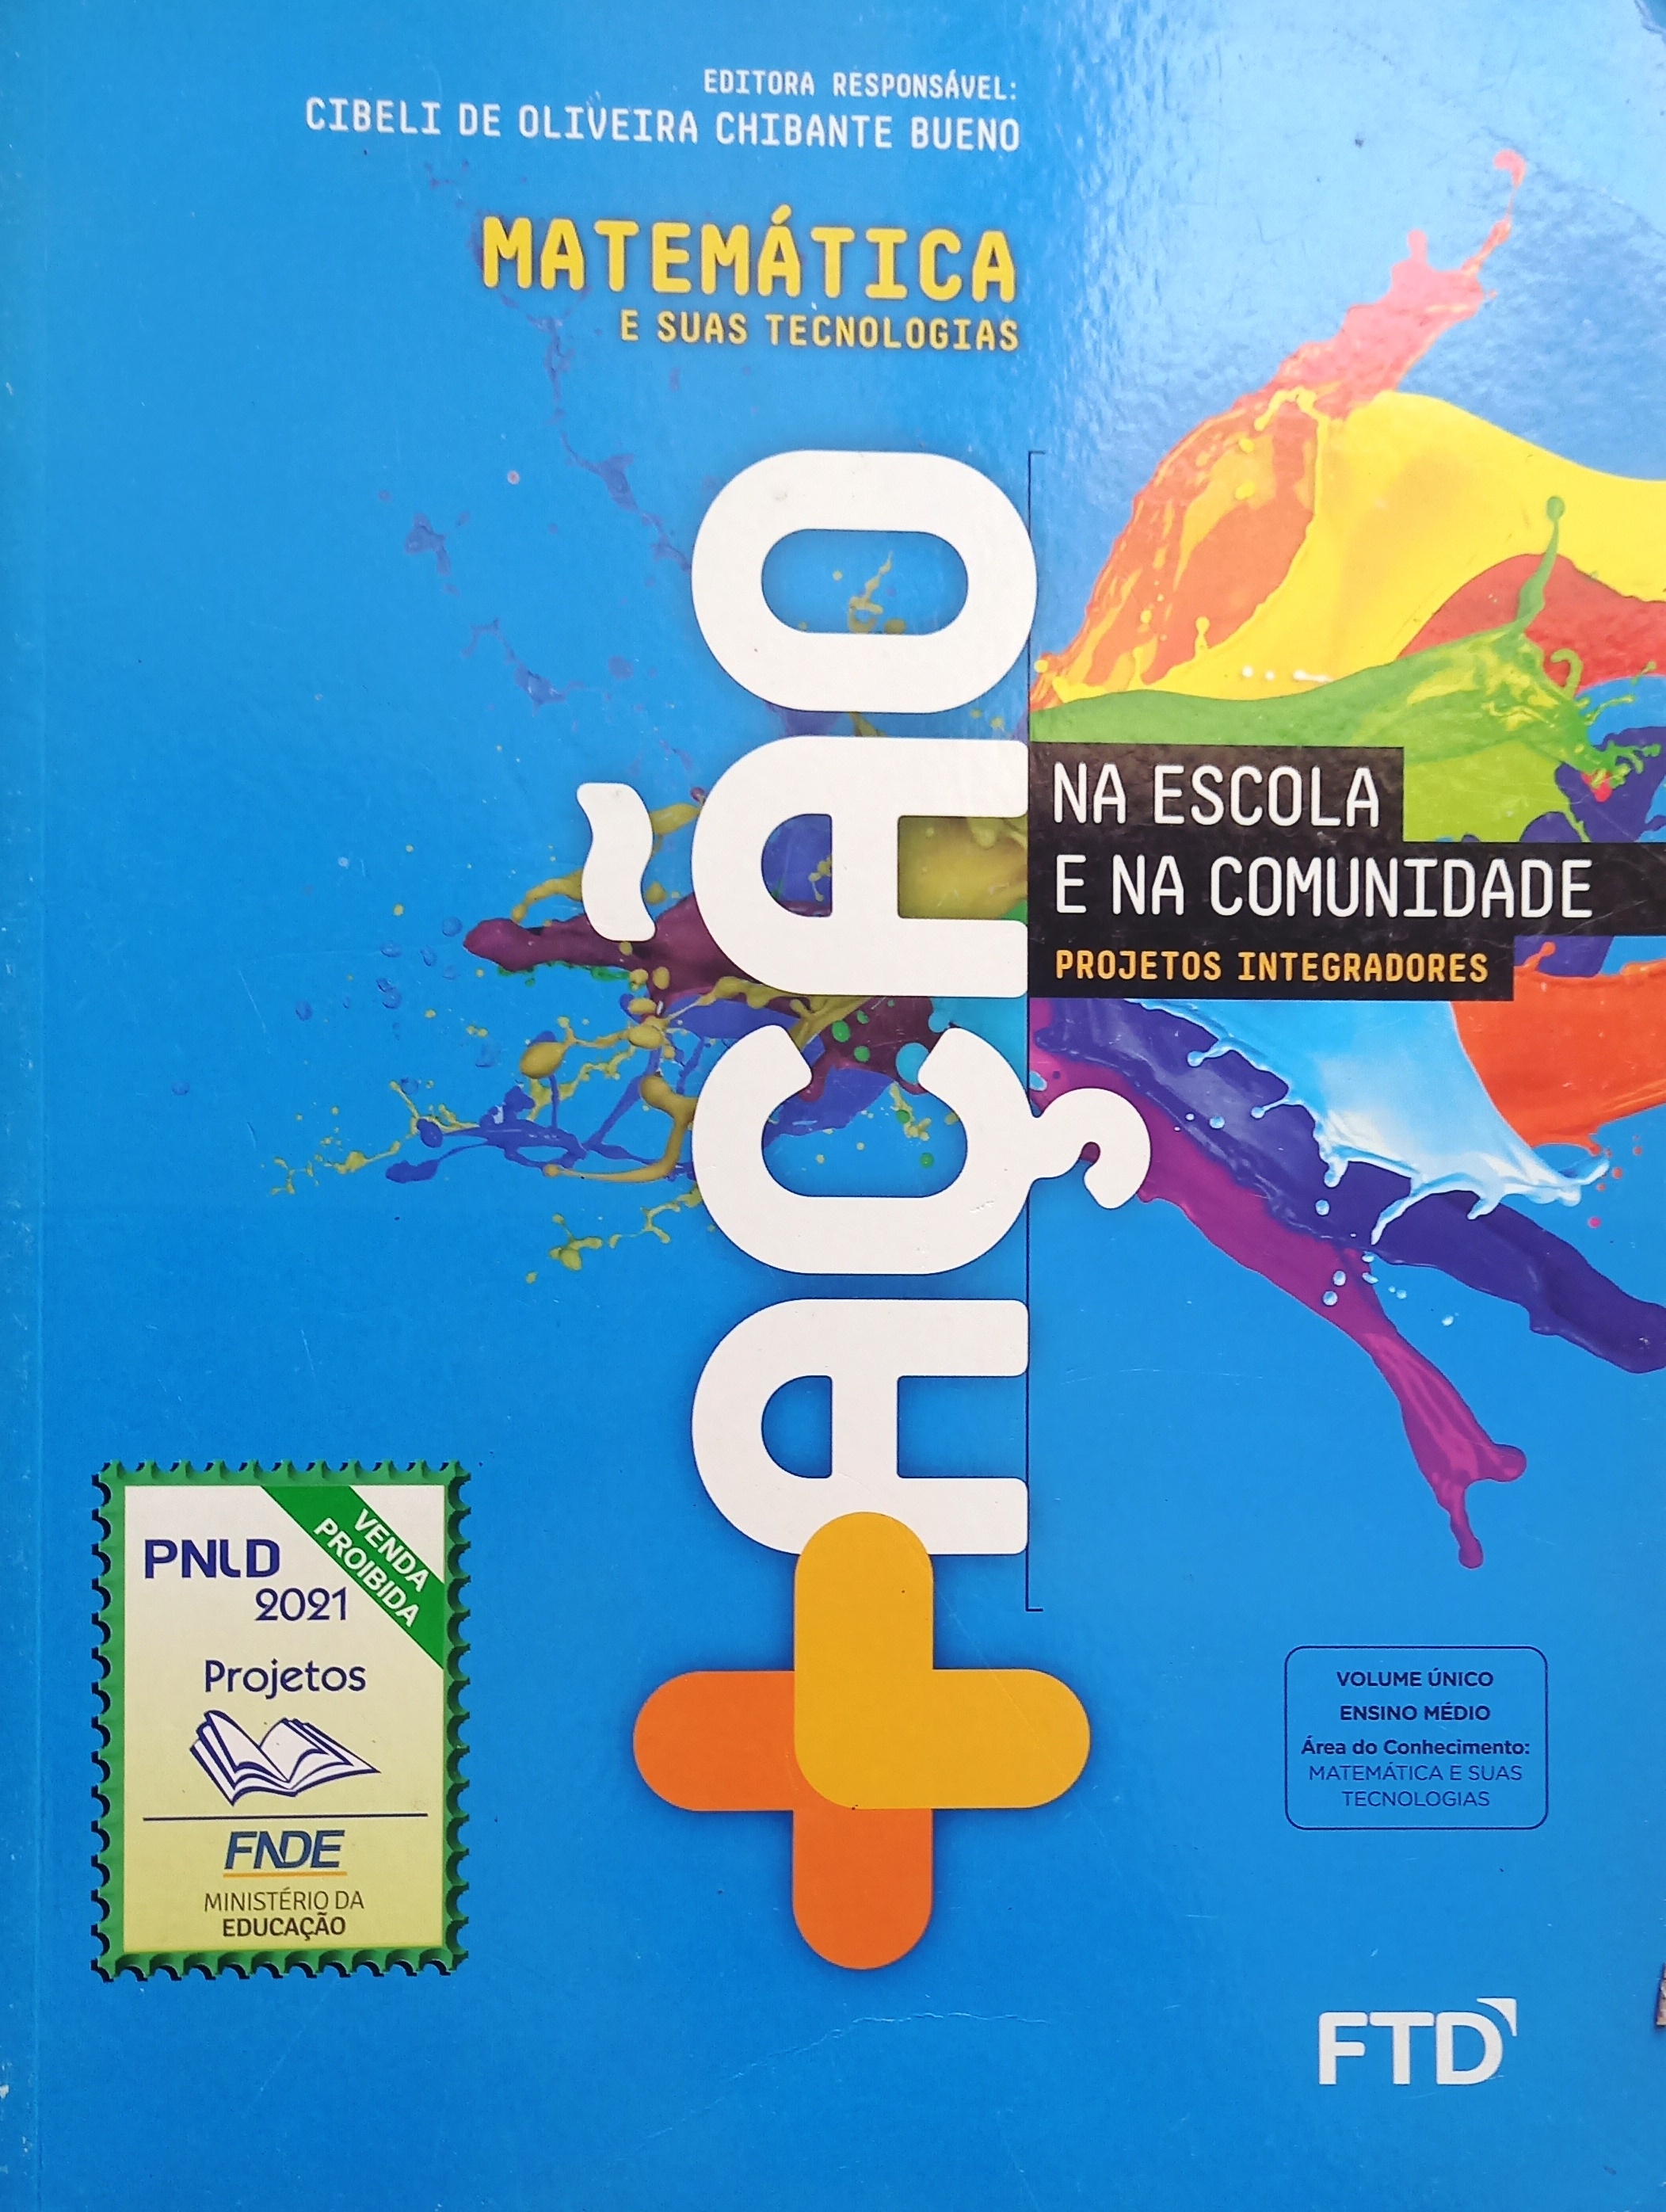 EDITORA RESPONSÁVEL:
CIBELI DE OLIVEIRA CHIBANTE BUENO
MATEMÁTICA
E SUAS TECNOLOGIAS
+AÇÃO
NA ESCOLA
E NA COMUNIDADE
PROJETOS INTEGRADORES
VENDA
PROIBIDA
PNLD
2021
Projetos
FNDE
MINISTÉRIO DA
EDUCAÇÃO
VOLUME ÚNICO
ENSINO MÉDIO
Área do Conhecimento:
MATEMÁTICA E SUAS
TECNOLOGIAS
FTD